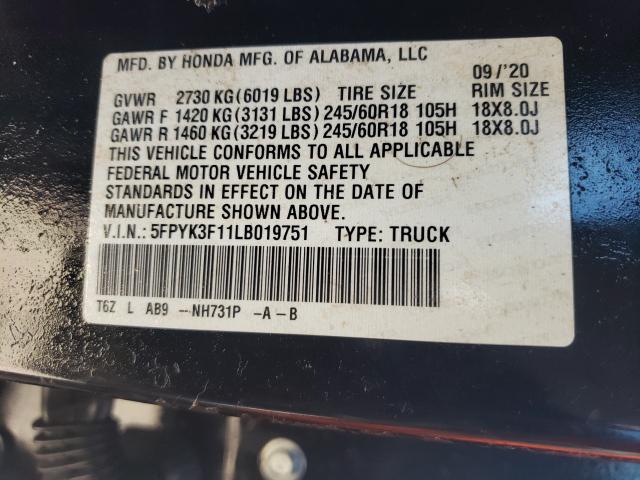 MFD. BY HONDA MFG. OF ALABAMA, LLC
09/'20
GVWR 2730 KG(6019 LBS) TIRE SIZE RIM SIZE
GAWR F 1420 KG(3131 LBS)245/60R18 105H 18X8.0J
GAWR R 1460 KG(3219 LBS)245/60R18 105H 18X8.0J
THIS VEHICLE CONFORMS TO ALL APPLICABLE
FEDERAL MOTOR VEHICLE SAFETY
STANDARDS IN EFFECT ON THE DATE OF
MANUFACTURE SHOWN ABOVE.
V.I.N.: 5FPYK3F11LB019751 TYPE: TRUCK
T6Z L AB9 --NH731P -A-B